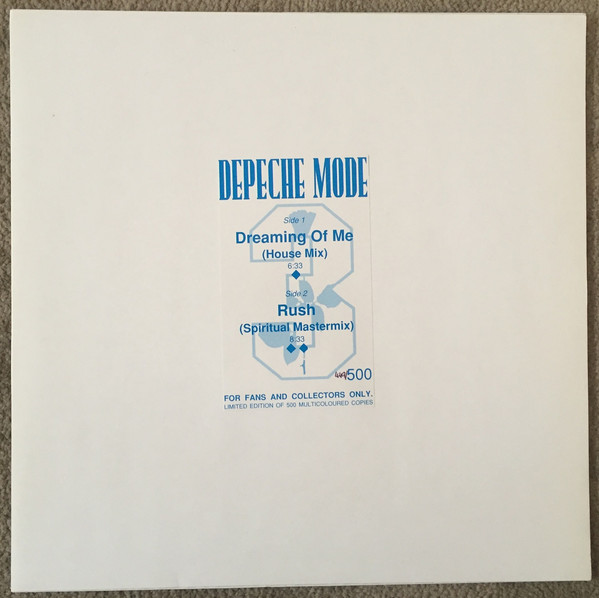 DEPECHE MODE
Side 1
Dreaming Of Me
(House Mix)
6:33
Side 2
Rush
(Spiritual Mastermix)
8:33
/500
FOR FANS AND COLLECTORS ONLY.
LIMITED EDITION OF 500 MULTICOLOURED COPIES